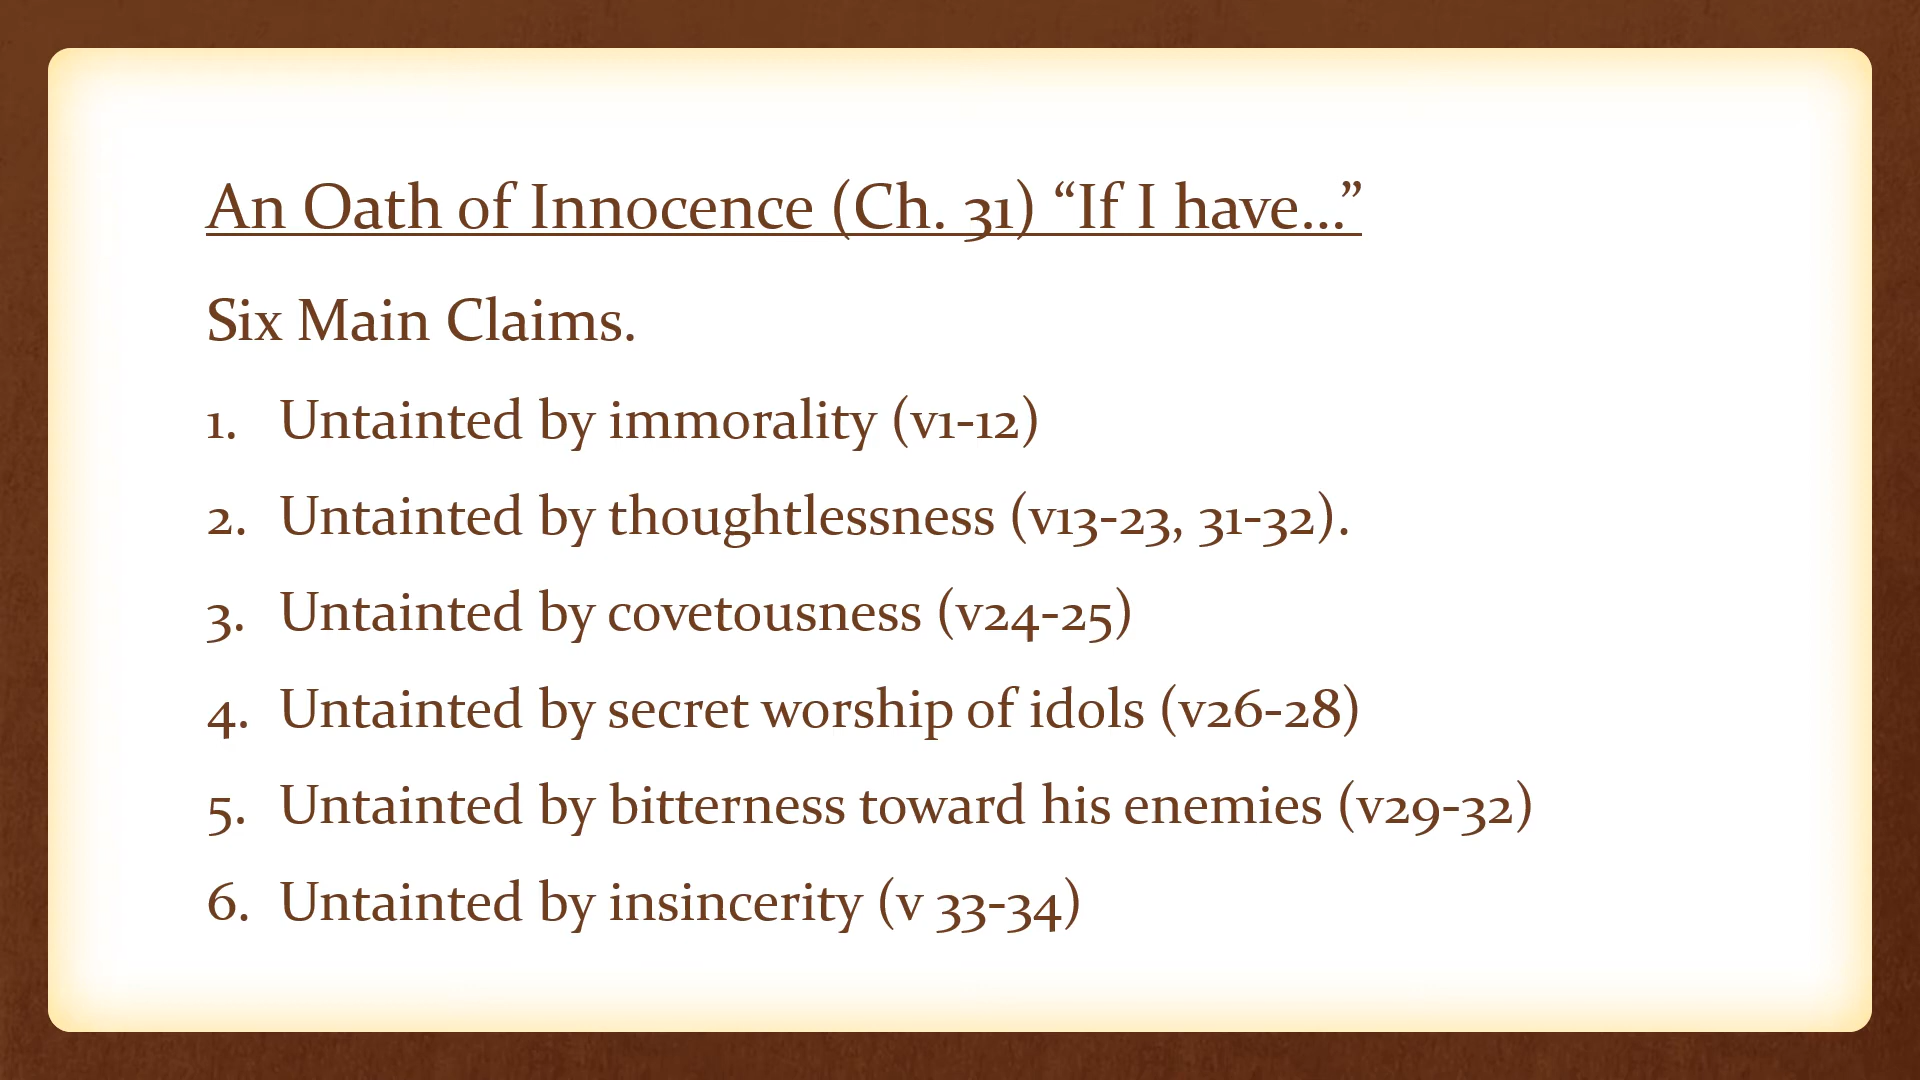 An Oath of Innocence (Ch. 31) “If I have…”
Six Main Claims.
1. Untainted by immorality (v1-12)
2. Untainted by thoughtlessness (v13-23, 31-32).
3. Untainted by covetousness (v24-25)
4. Untainted by secret worship of idols (v26-28)
5. Untainted by bitterness toward his enemies (v29-32)
6. Untainted by insincerity (v 33-34)